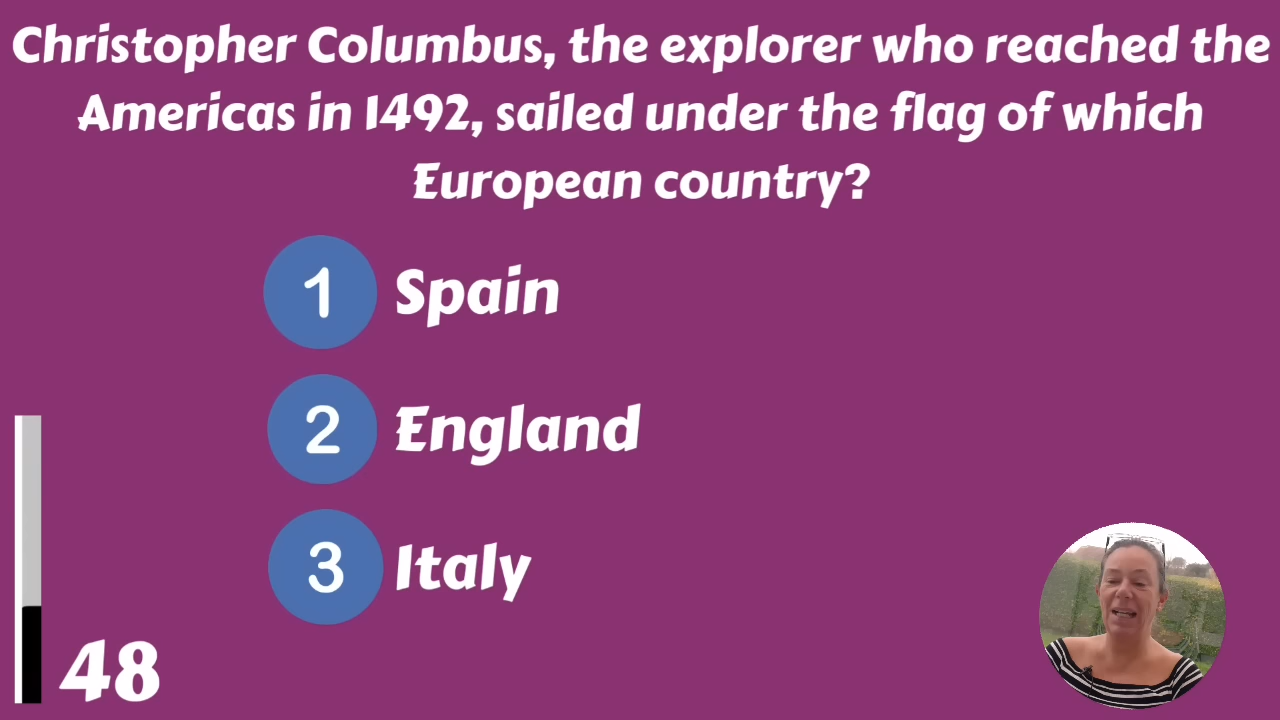 Christopher Columbus, the explorer who reached the
Americas in 1492, sailed under the flag of which
European country?
1 Spain
2 England
3 Italy
48